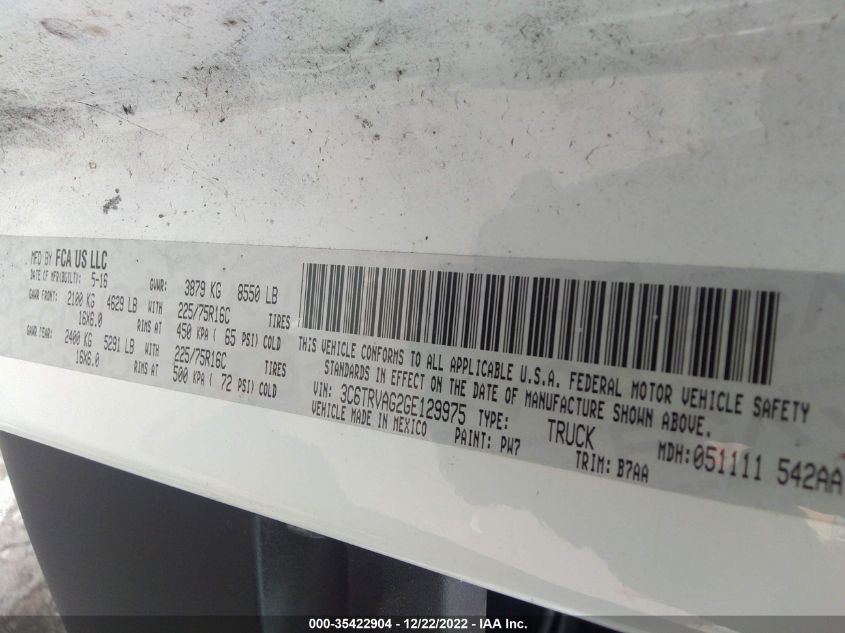 MFD BY FCA US LLC
DATE OF MFR(BUILT): 5-16 GVWR: 3879 KG 8550 LB
GAWR FRONT: 2100 KG 4629 LB WITH 225/75R16C TIRES
16X6.0 RIMS AT 450 KPA ( 65 PSI) COLD
GAWR REAR: 2400 KG 5291 LB WITH 225/75R16C TIRES
16X6.0 RIMS AT 500 KPA ( 72 PSI) COLD
THIS VEHICLE CONFORMS TO ALL APPLICABLE U.S.A. FEDERAL MOTOR VEHICLE SAFETY
STANDARDS IN EFFECT ON THE DATE OF MANUFACTURE SHOWN ABOVE.
VIN: 3C6TRVAG2GE129975 TYPE: TRUCK MDH:051111 542AA
VEHICLE MADE IN MEXICO PAINT: PW7 TRIM: B7AA
000-35422904 - 12/22/2022 - IAA Inc.